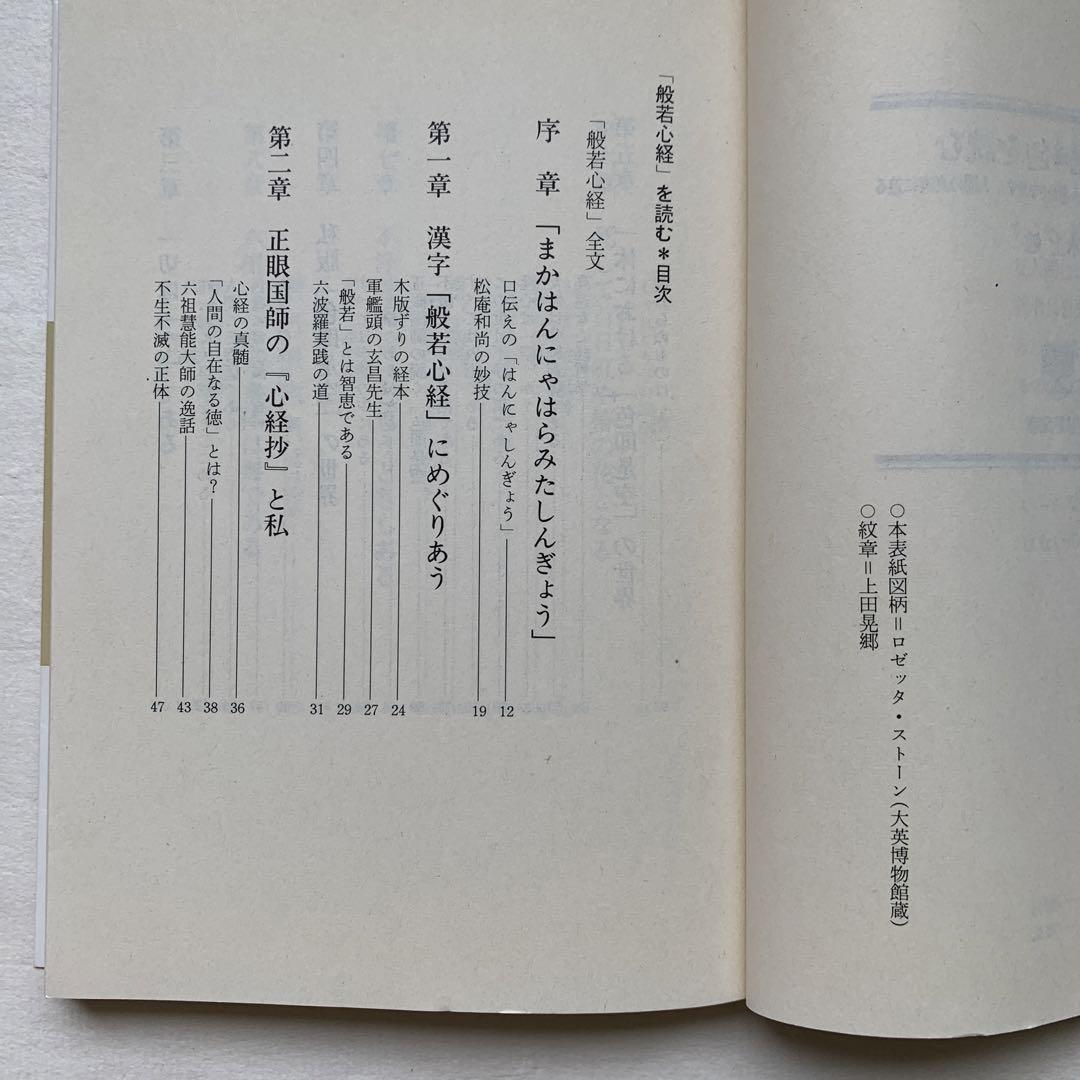 ○本表紙図柄＝ロゼッタ・ストーン(大英博物館蔵)
○紋章＝上田晃郷
「般若心経」を読む＊目次
「般若心経」全文
序章 「まかはんにゃはらみたしんぎょう」
口伝えの「はんにゃしんぎょう」 12
松庵和尚の妙技 19
第一章 漢字「般若心経」にめぐりあう
木版ずりの経本 24
軍艦頭の玄昌先生 27
「般若」とは智恵である 29
六波羅実践の道 31
第二章 正眼国師の『心経抄』と私
心経の真髄 36
「人間の自在なる徳」とは？ 38
六祖慧能大師の逸話 43
不生不滅の正体 47